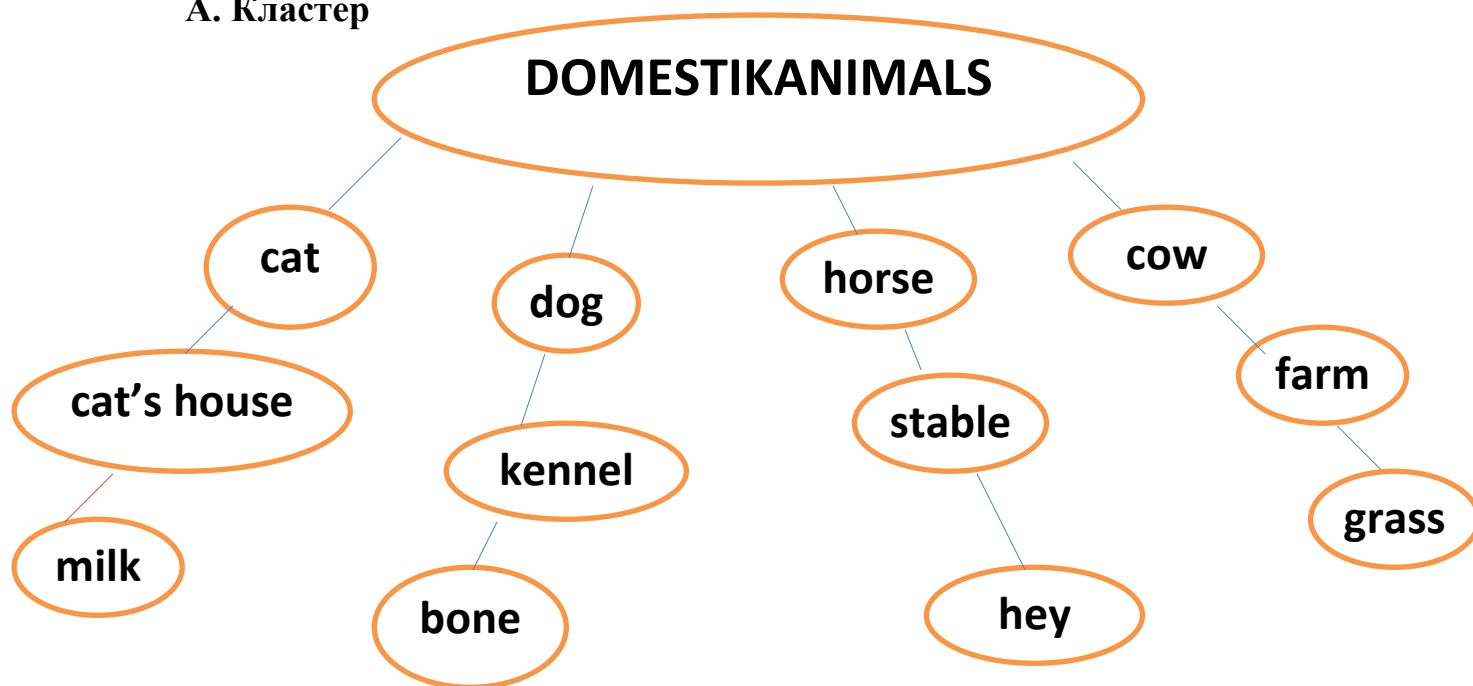 А. Кластер
DOMESTIKANIMALS
cat
dog
horse
cow
cat’s house
kennel
stable
farm
milk
bone
hey
grass